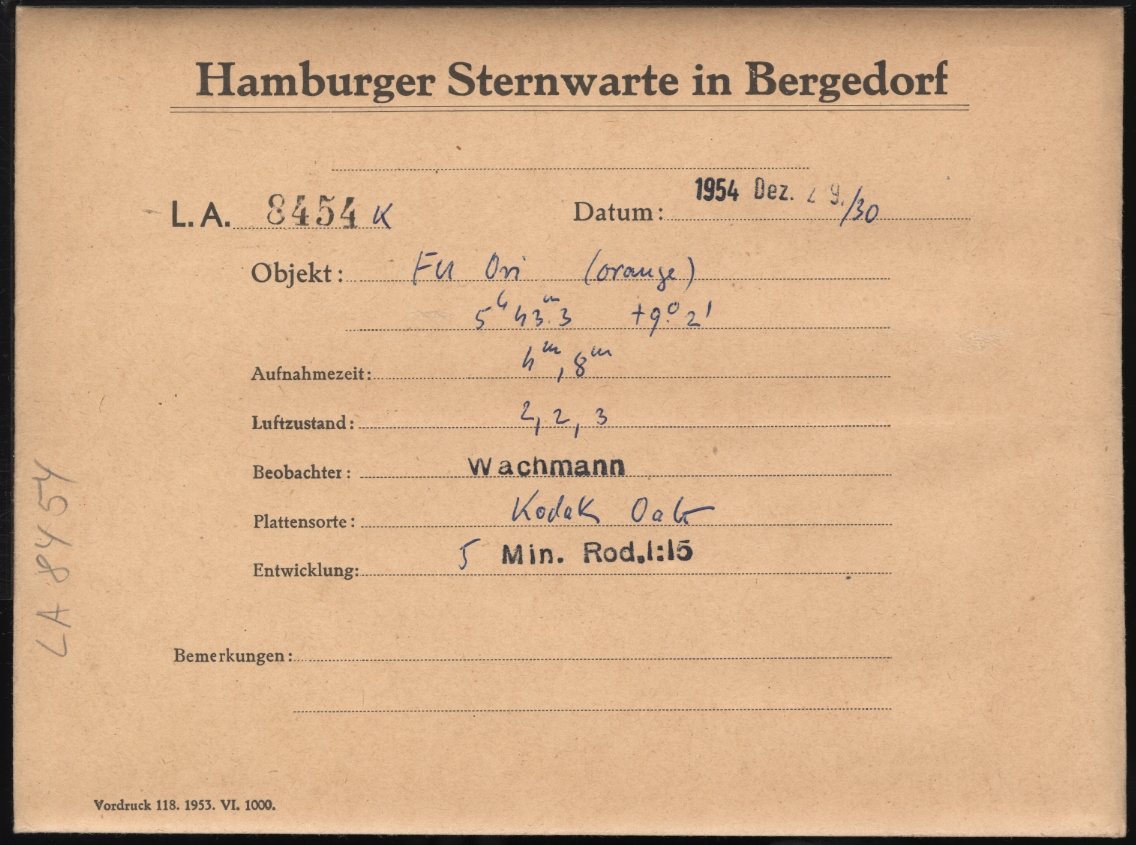 Hamburger Sternwarte in Bergedorf
L. A. 8454 K
Datum: 1954 Dez. 29./30
Objekt: FU Ori (orange)
5ʰ 43ᵐ.3 +9° 2'
Aufnahmezeit: 4ᵐ, 8ᵐ
Luftzustand: 2, 2, 3
Beobachter: Wachmann
Plattensorte: Kodak OaG
Entwicklung: 5 Min. Rod. 1:15
Bemerkungen:
LA 8454
Vordruck 118. 1953. VI. 1000.